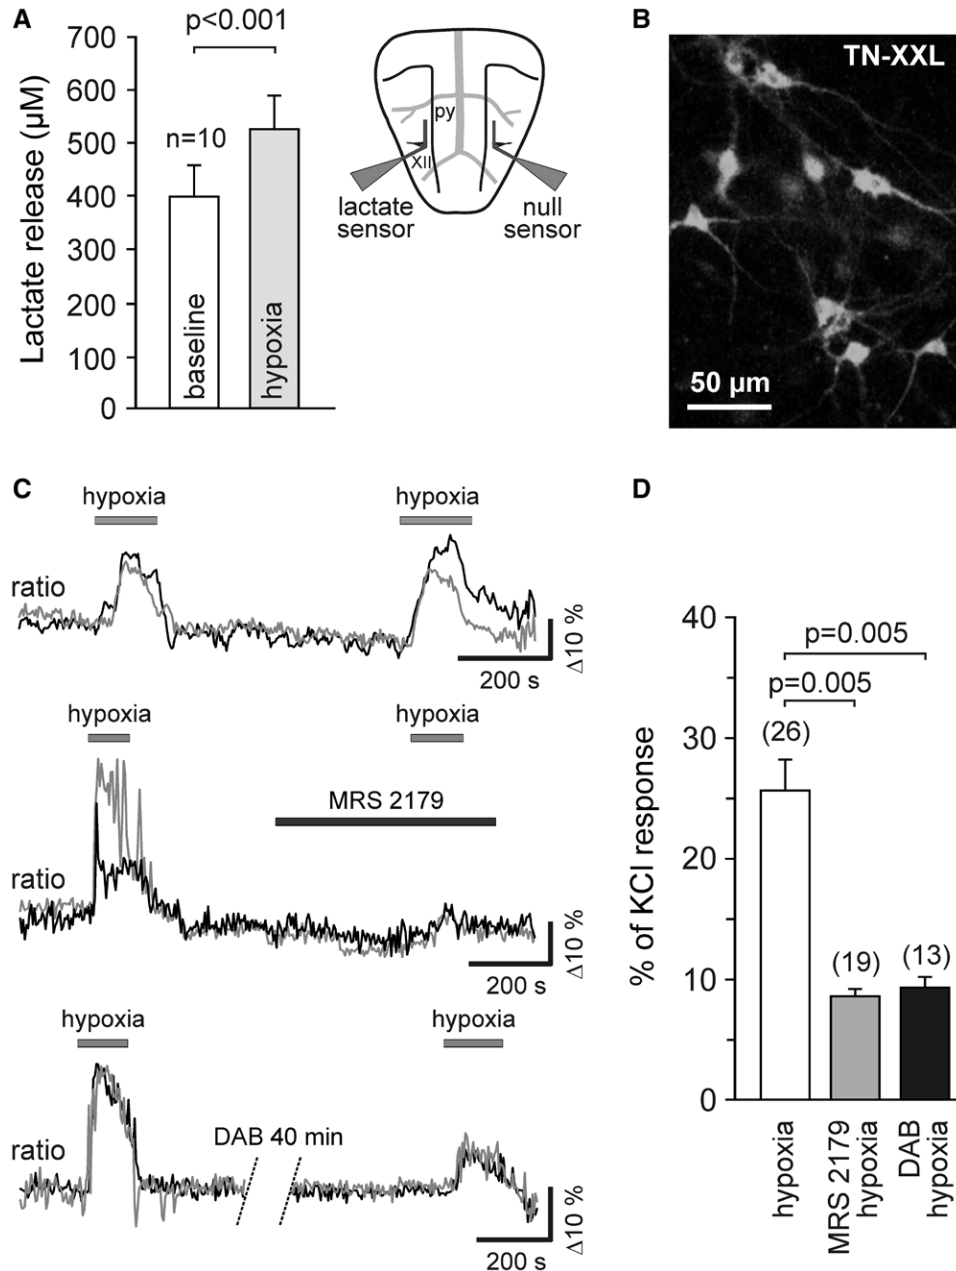 A
p<0.001
700
600
500
400
300
200
100
0
Lactate release (µM)
n=10
baseline
hypoxia
py
XII
lactate
sensor
null
sensor
B
TN-XXL
50 µm
C
hypoxia
hypoxia
ratio
Δ10 %
200 s
hypoxia
hypoxia
MRS 2179
ratio
Δ10 %
200 s
hypoxia
hypoxia
DAB 40 min
ratio
Δ10 %
200 s
D
40
30
20
10
0
% of KCl response
p=0.005
p=0.005
(26)
(19)
(13)
hypoxia
MRS 2179
hypoxia
DAB
hypoxia